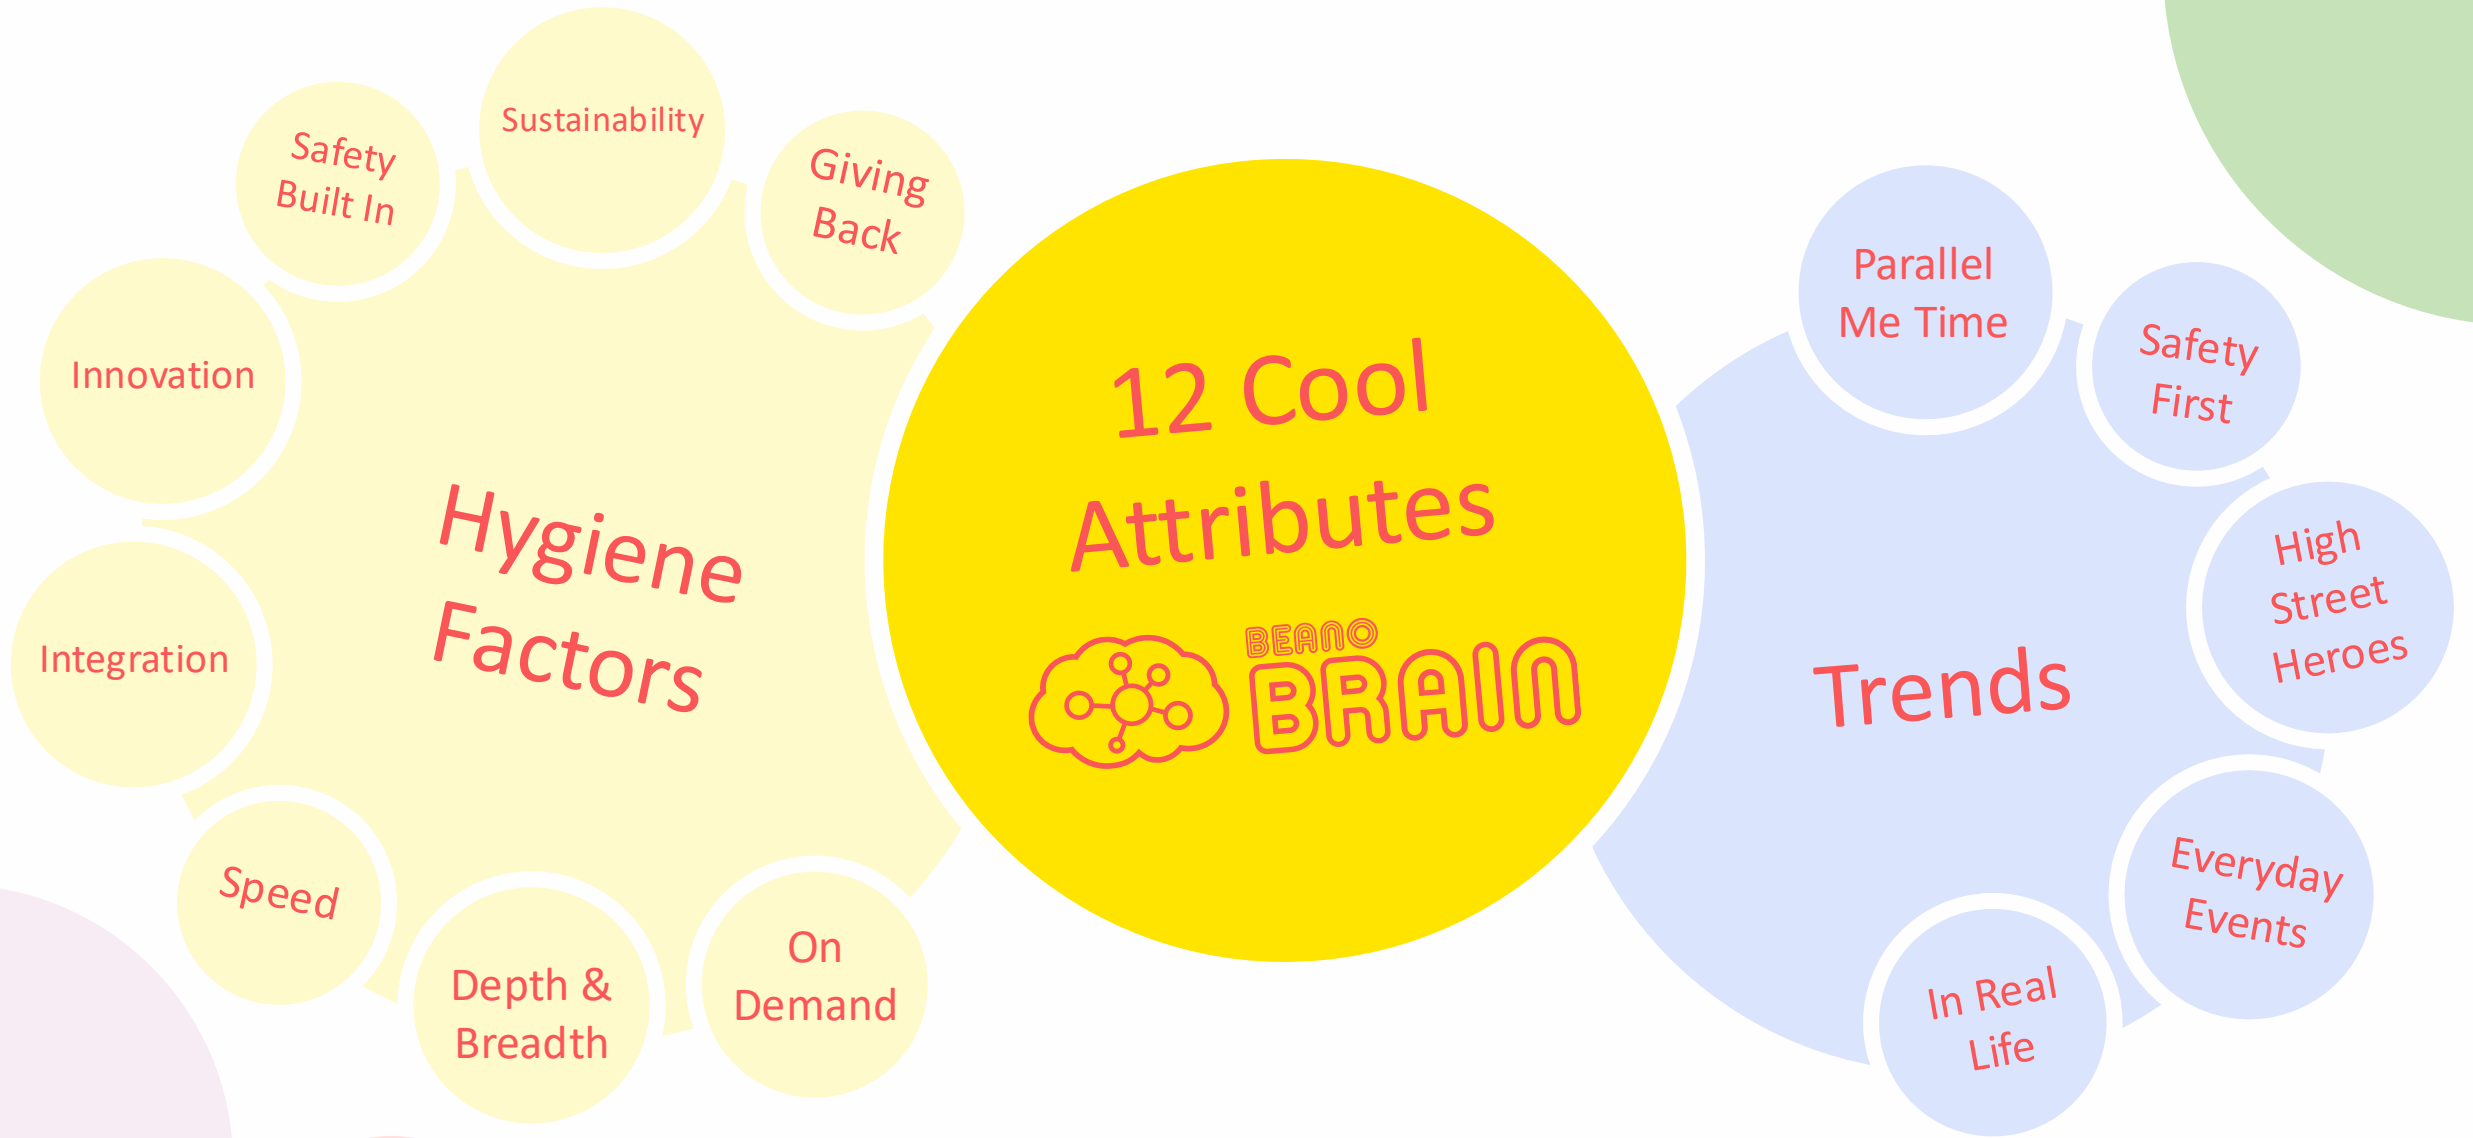 Sustainability
Safety
Built In
Giving
Back
Innovation
Integration
Speed
Depth &
Breadth
On
Demand
Hygiene
Factors
12 Cool
Attributes
BEANO
BRAIN
Trends
Parallel
Me Time
Safety
First
High
Street
Heroes
Everyday
Events
In Real
Life